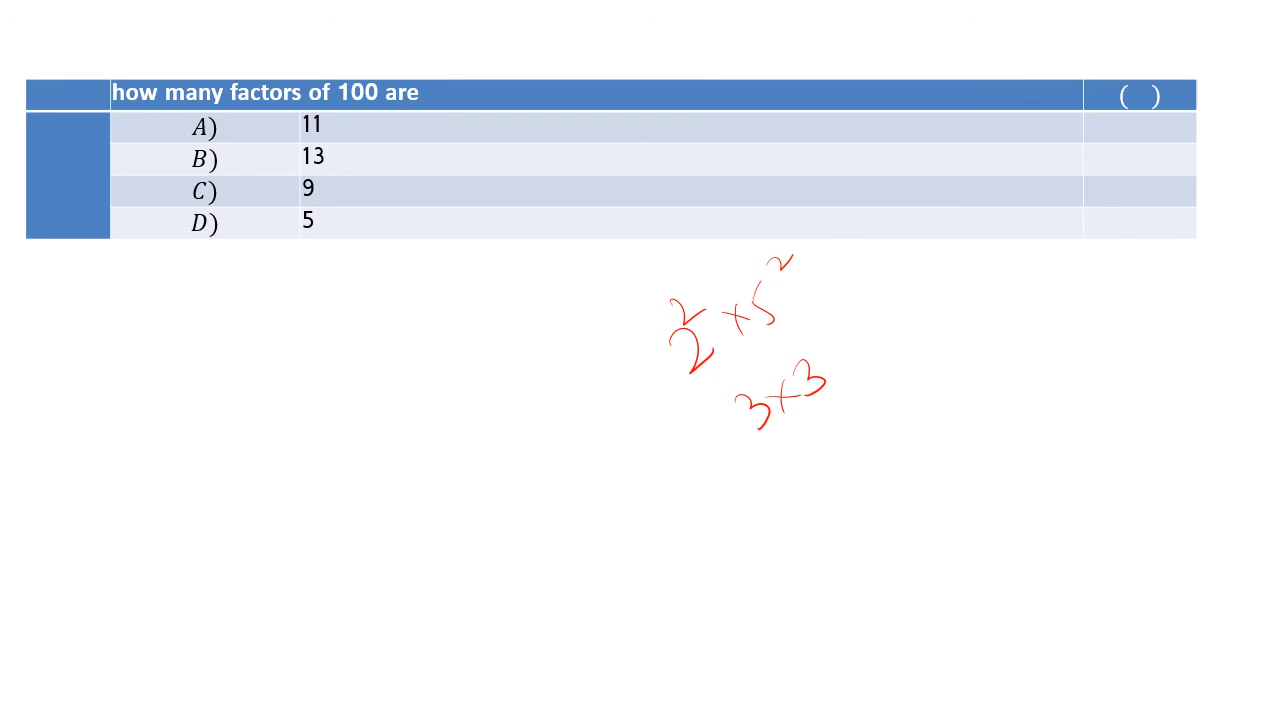 how many factors of 100 are ( )
A) 11
B) 13
C) 9
D) 5
2² × 5²
3 × 3